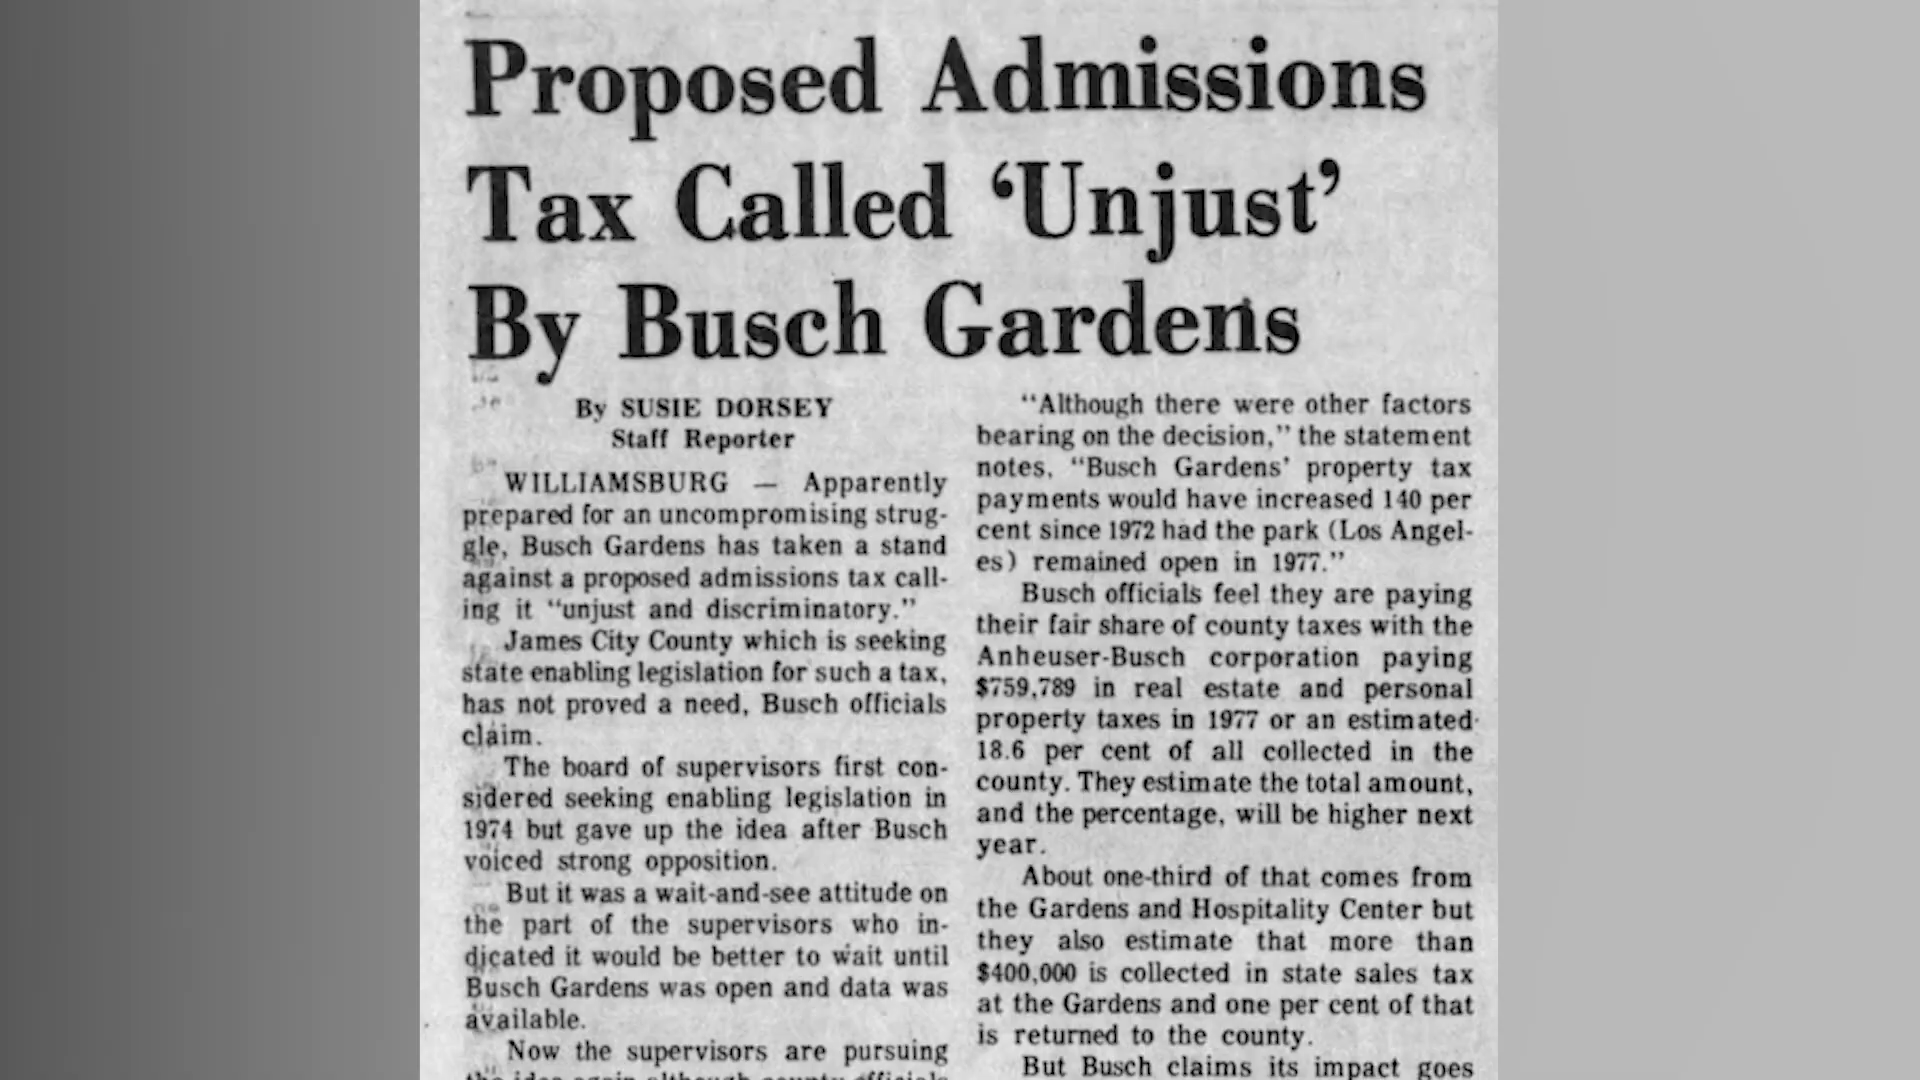 Proposed Admissions
Tax Called ‘Unjust’
By Busch Gardens
By SUSIE DORSEY
Staff Reporter
WILLIAMSBURG — Apparently
prepared for an uncompromising strug-
gle, Busch Gardens has taken a stand
against a proposed admissions tax call-
ing it “unjust and discriminatory.”
James City County which is seeking
state enabling legislation for such a tax,
has not proved a need, Busch officials
claim.
The board of supervisors first con-
sidered seeking enabling legislation in
1974 but gave up the idea after Busch
voiced strong opposition.
But it was a wait-and-see attitude on
the part of the supervisors who in-
dicated it would be better to wait until
Busch Gardens was open and data was
available.
Now the supervisors are pursuing
“Although there were other factors
bearing on the decision,” the statement
notes. “Busch Gardens’ property tax
payments would have increased 140 per
cent since 1972 had the park (Los Angel-
es) remained open in 1977.”
Busch officials feel they are paying
their fair share of county taxes with the
Anheuser-Busch corporation paying
$759,789 in real estate and personal
property taxes in 1977 or an estimated
18.6 per cent of all collected in the
county. They estimate the total amount,
and the percentage, will be higher next
year.
About one-third of that comes from
the Gardens and Hospitality Center but
they also estimate that more than
$400,000 is collected in state sales tax
at the Gardens and one per cent of that
is returned to the county.
But Busch claims its impact goes